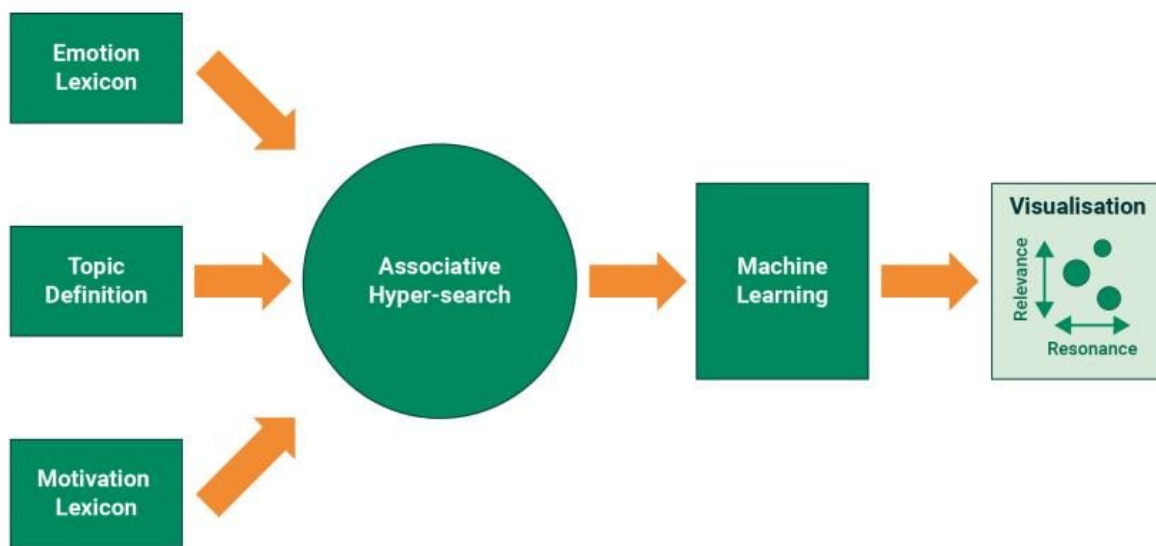 Emotion
Lexicon
Topic
Definition
Motivation
Lexicon
Associative
Hyper-search
Machine
Learning
Visualisation
Relevance
Resonance